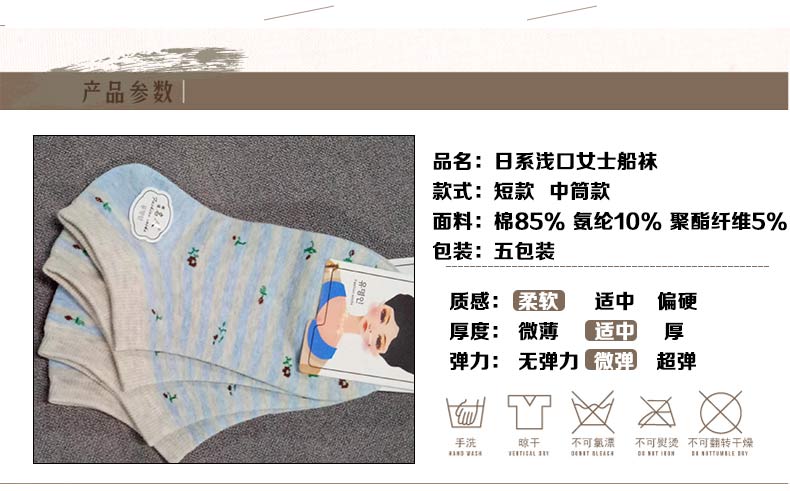 产品参数
品名：日系浅口女士船袜
款式：短款 中筒款
面料：棉85% 氨纶10% 聚酯纤维5%
包装：五包装
质感：柔软 适中 偏硬
厚度：微薄 适中 厚
弹力：无弹力 微弹 超弹
手洗 晾干 不可氯漂 不可熨烫 不可翻转干燥
HAND WASH VERTICAL DRY DONOT BLEACH DO NOT IRON DO NOTTUMBLE DRY